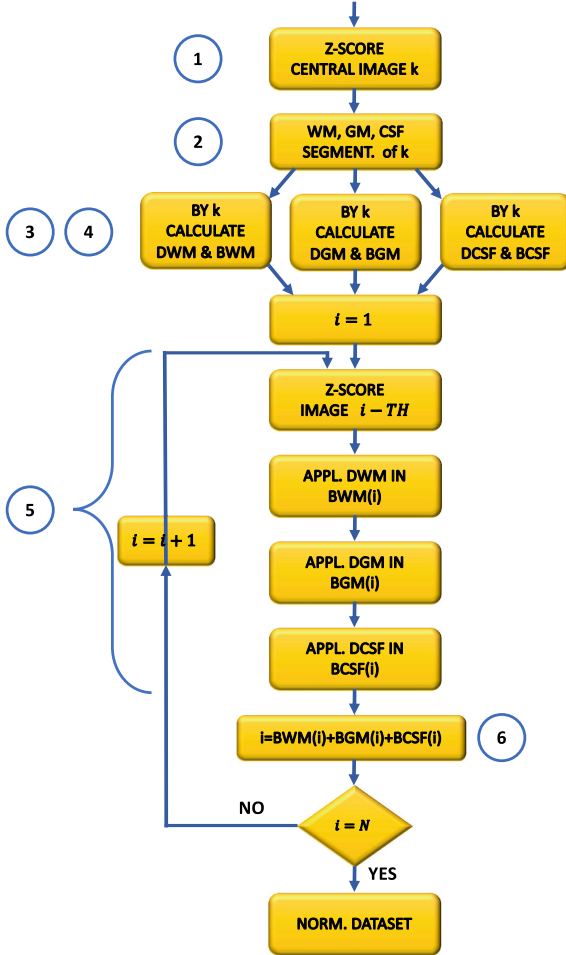 1
Z-SCORE
CENTRAL IMAGE k
2
WM, GM, CSF
SEGMENT. of k
3
4
BY k
CALCULATE
DWM & BWM
BY k
CALCULATE
DGM & BGM
BY k
CALCULATE
DCSF & BCSF
i = 1
Z-SCORE
IMAGE i − TH
APPL. DWM IN
BWM(i)
5
i = i + 1
APPL. DGM IN
BGM(i)
APPL. DCSF IN
BCSF(i)
i=BWM(i)+BGM(i)+BCSF(i)
6
NO
i = N
YES
NORM. DATASET